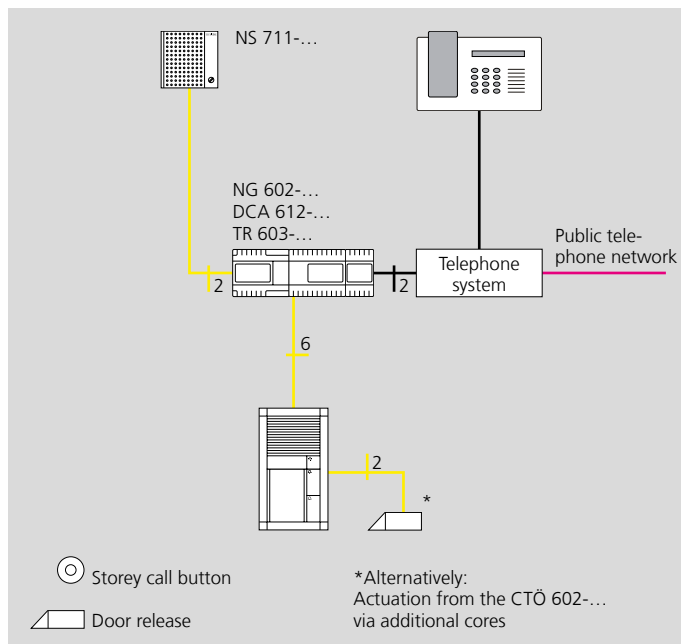 NS 711-…
NG 602-…
DCA 612-…
TR 603-…
Public tele-
phone network
Telephone
system
2
2
6
2
*
Storey call button
Door release
*Alternatively:
Actuation from the CTÖ 602-…
via additional cores